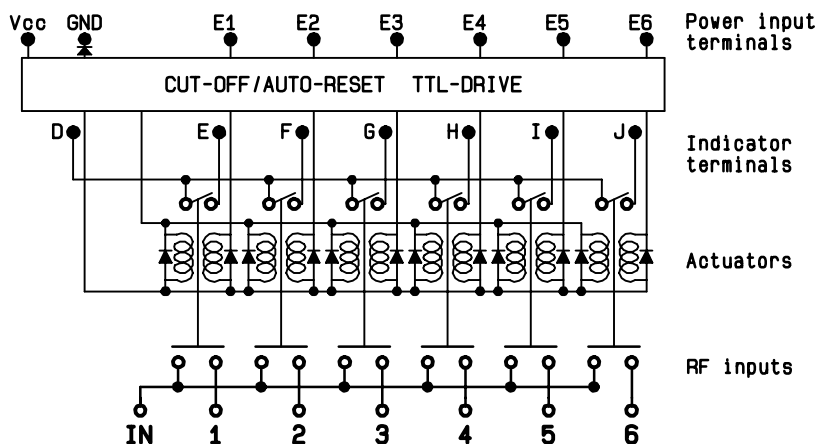 Vcc GND E1 E2 E3 E4 E5 E6 Power input
terminals
CUT-OFF/AUTO-RESET TTL-DRIVE
D E F G H I J Indicator
terminals
Actuators
RF inputs
IN 1 2 3 4 5 6